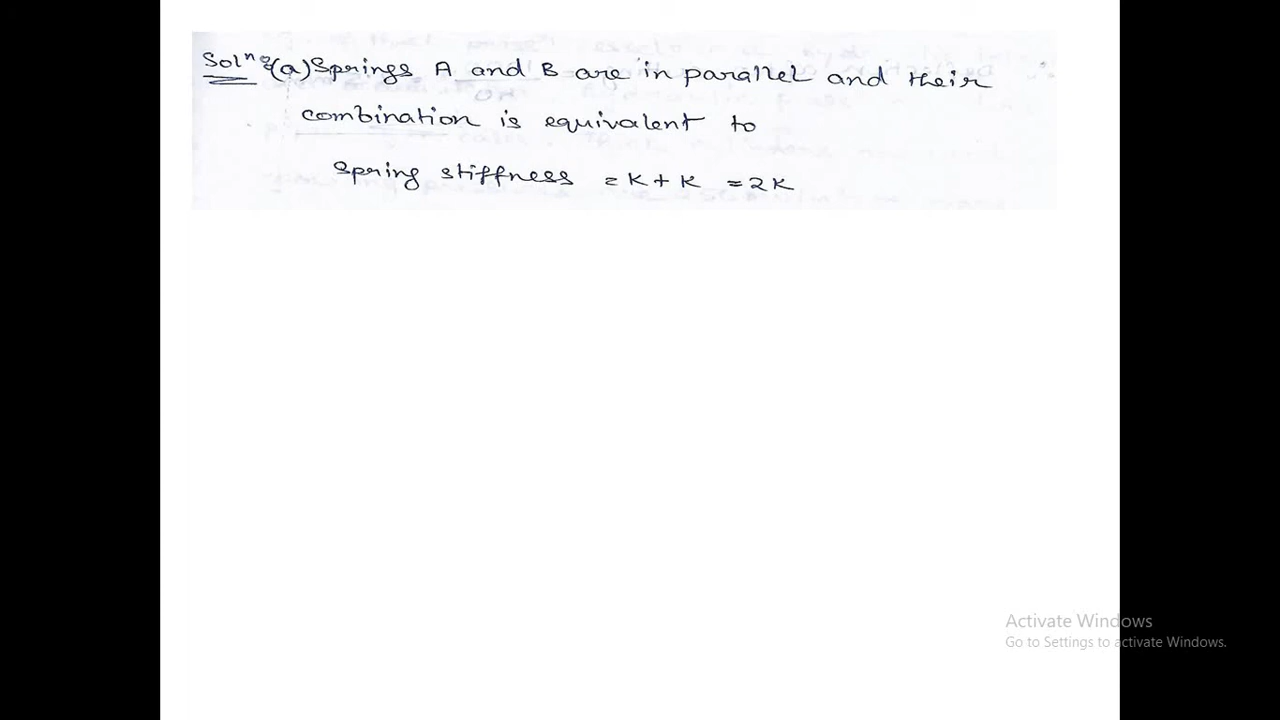 Solⁿ:(a) Springs A and B are in parallel and their
combination is equivalent to
Spring stiffness = K + K = 2K
Activate Windows
Go to Settings to activate Windows.